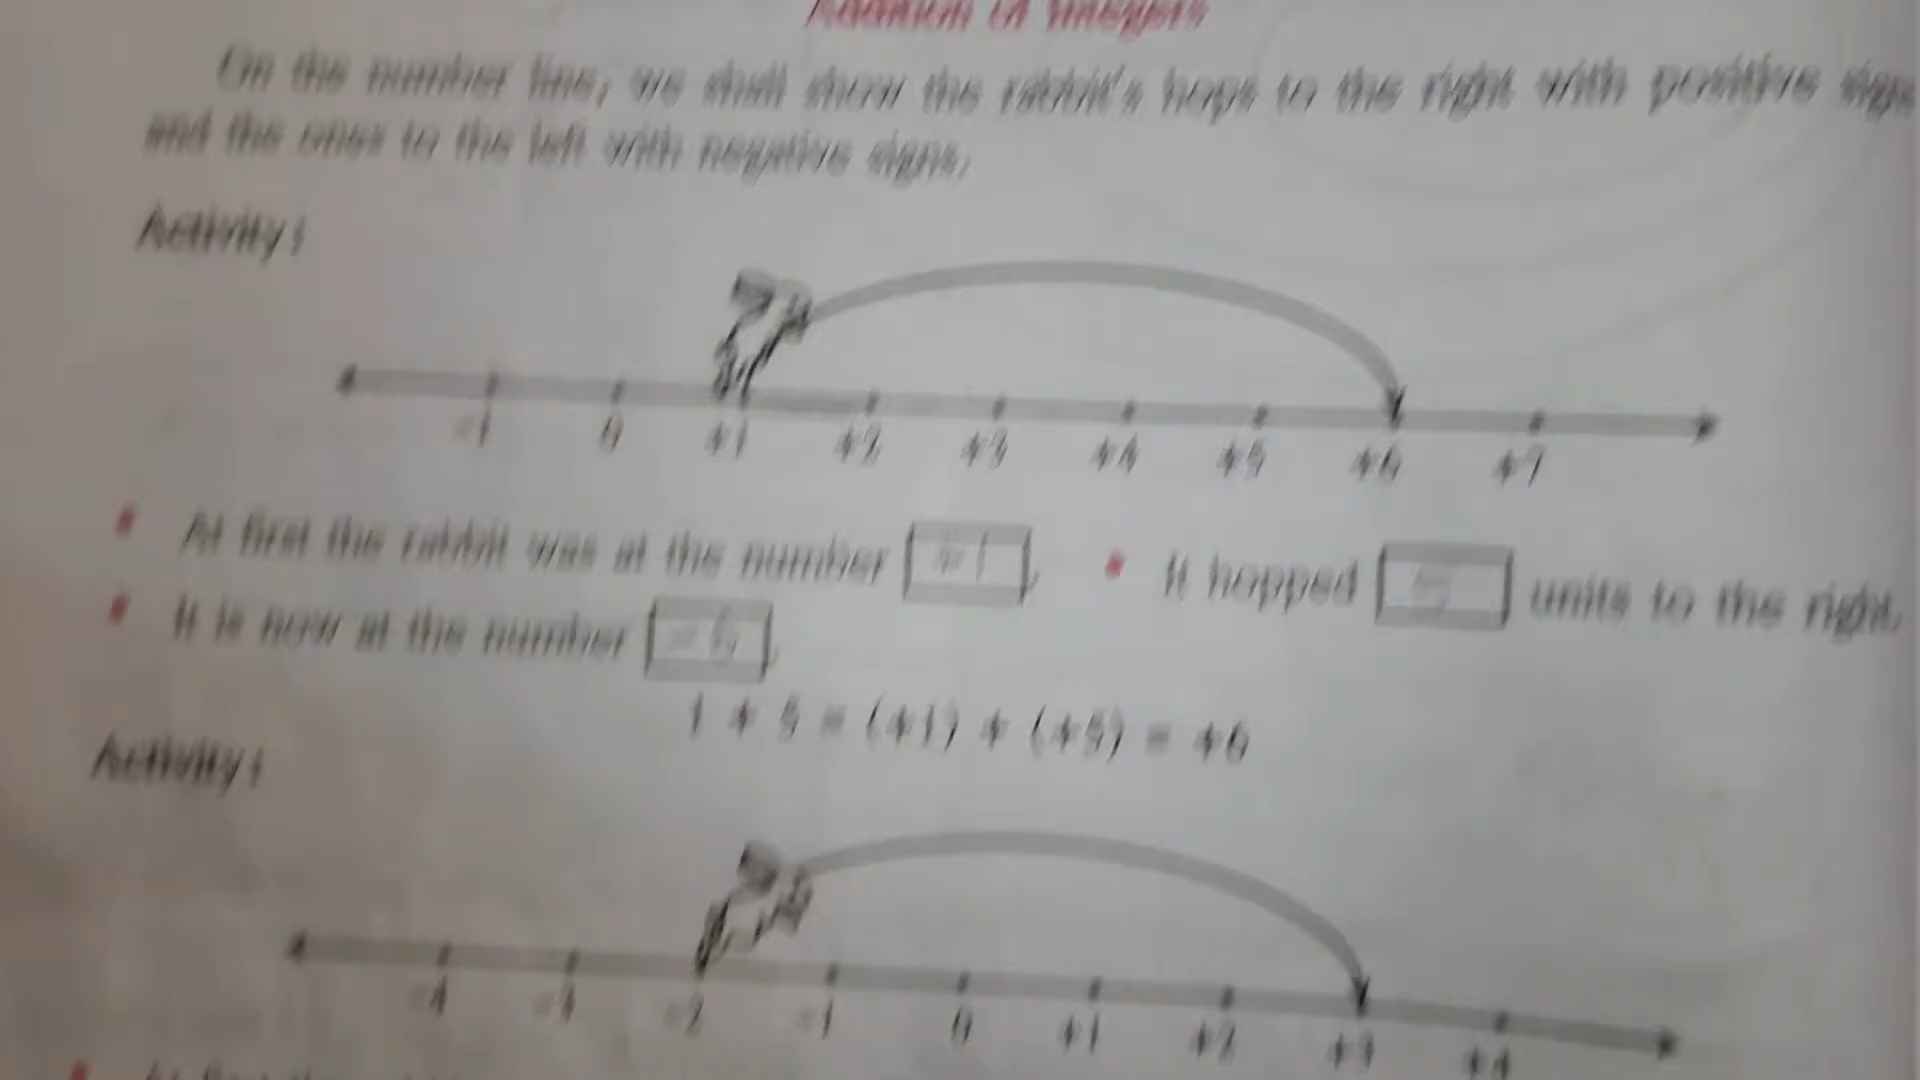 Addition of Integers
On the number line, we shall show the rabbit's hops to the right with positive sign
and the ones to the left with negative signs.
Activity :
-1 0 +1 +2 +3 +4 +5 +6 +7
At first the rabbit was at the number +1. It hopped 5 units to the right.
It is now at the number 6.
1 + 5 = (+1) + (+5) = +6
Activity :
-4 -3 -2 -1 0 +1 +2 +3 +4
At first